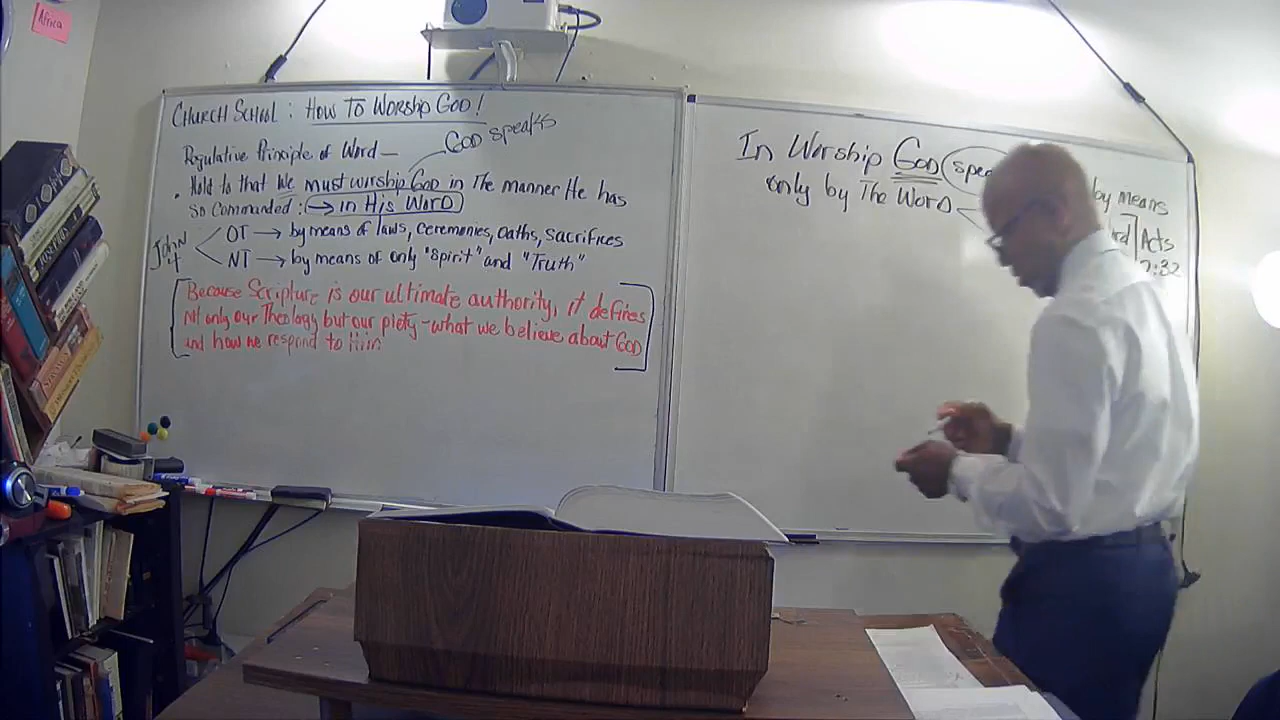 Africa
CHURCH SCHOOL : HOW TO WORSHIP GOD!
GOD speaks
Regulative Principle of Word—
• Hold to that We must worship God in The manner He has
so Commanded: → in His Word
John 4
OT → by means of laws, ceremonies, oaths, sacrifices
NT → by means of only "Spirit" and "Truth"
Because Scripture is our ultimate authority, it defines
not only our Theology but our piety - what we believe about GOD
and how we respond to Him
In Worship GOD (spea
by means
only by The WORD
Acts
:32